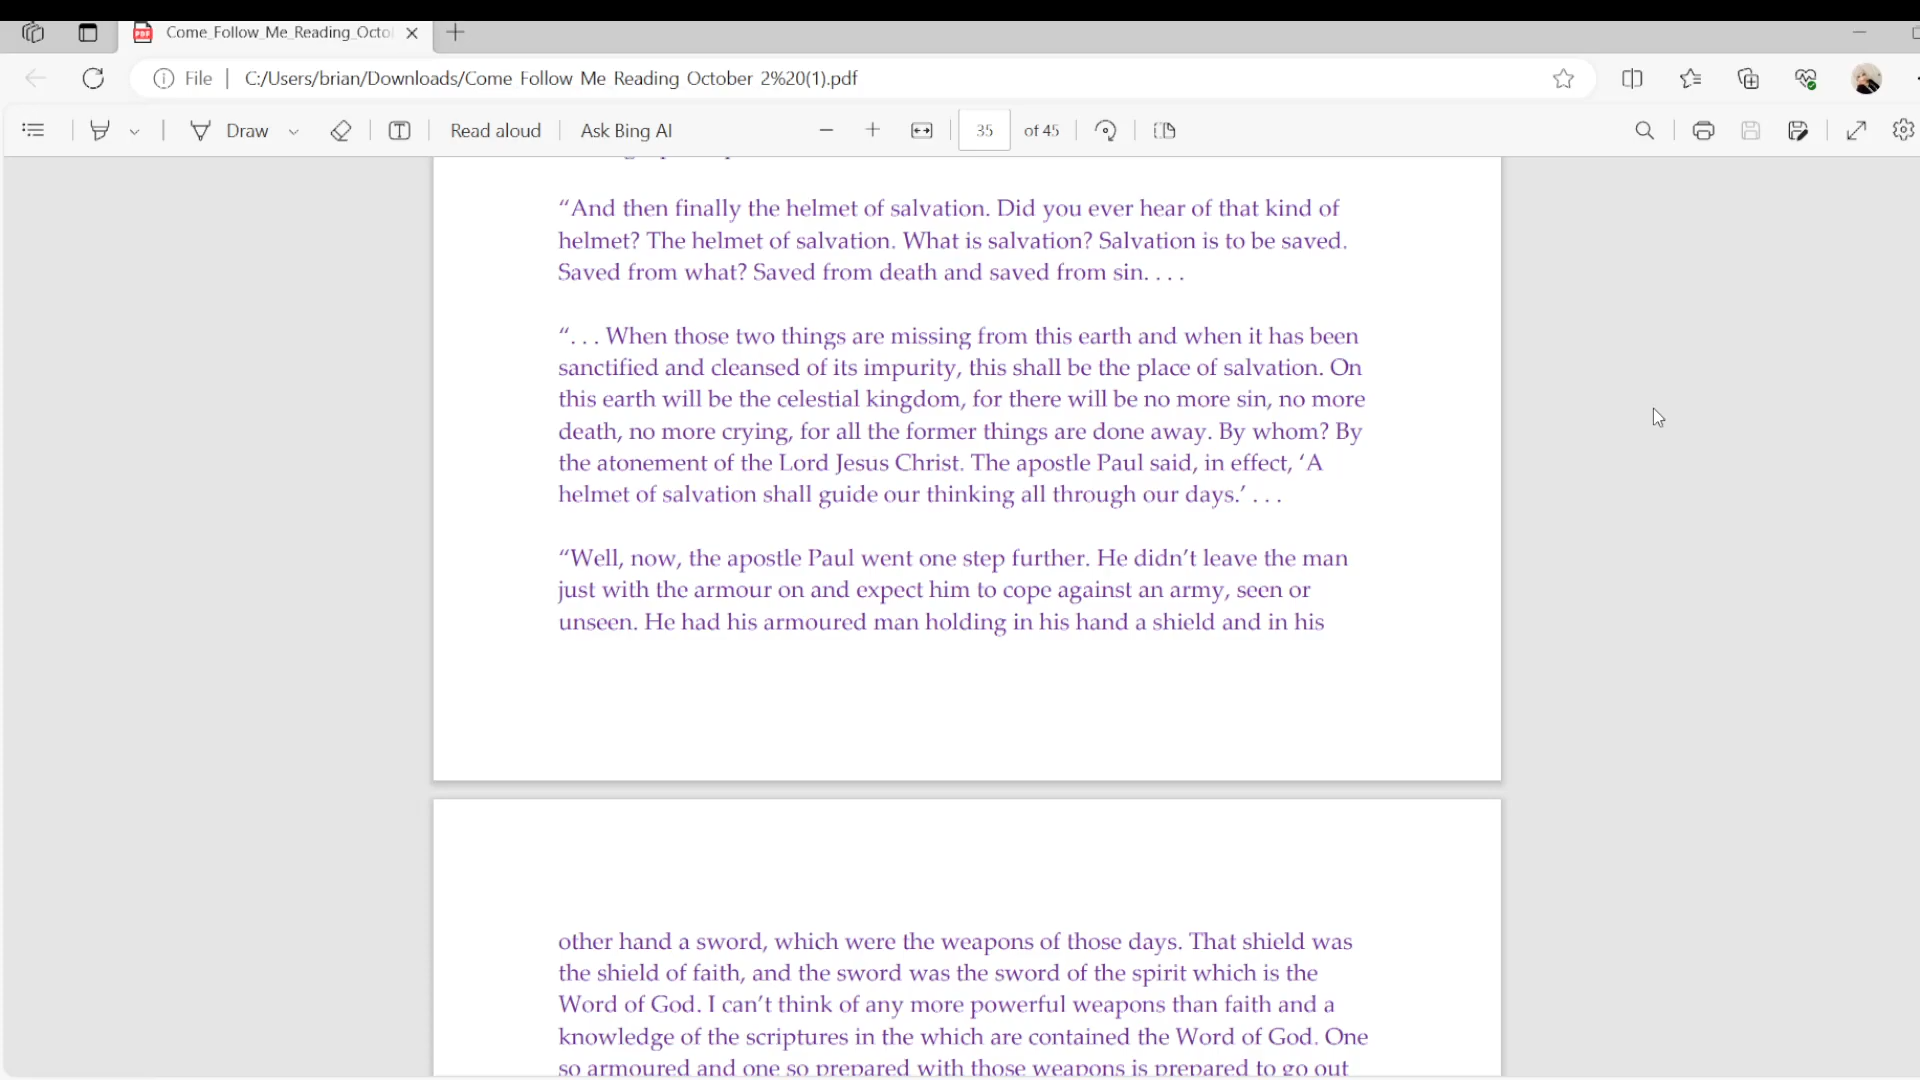 Come_Follow_Me_Reading_Octo
File
C:/Users/brian/Downloads/Come Follow Me Reading October 2%20(1).pdf
Draw
Read aloud
Ask Bing AI
35
of 45
“And then finally the helmet of salvation. Did you ever hear of that kind of
helmet? The helmet of salvation. What is salvation? Salvation is to be saved.
Saved from what? Saved from death and saved from sin. . . .
“. . . When those two things are missing from this earth and when it has been
sanctified and cleansed of its impurity, this shall be the place of salvation. On
this earth will be the celestial kingdom, for there will be no more sin, no more
death, no more crying, for all the former things are done away. By whom? By
the atonement of the Lord Jesus Christ. The apostle Paul said, in effect, ‘A
helmet of salvation shall guide our thinking all through our days.’ . . .
“Well, now, the apostle Paul went one step further. He didn’t leave the man
just with the armour on and expect him to cope against an army, seen or
unseen. He had his armoured man holding in his hand a shield and in his
other hand a sword, which were the weapons of those days. That shield was
the shield of faith, and the sword was the sword of the spirit which is the
Word of God. I can’t think of any more powerful weapons than faith and a
knowledge of the scriptures in the which are contained the Word of God. One
so armoured and one so prepared with those weapons is prepared to go out